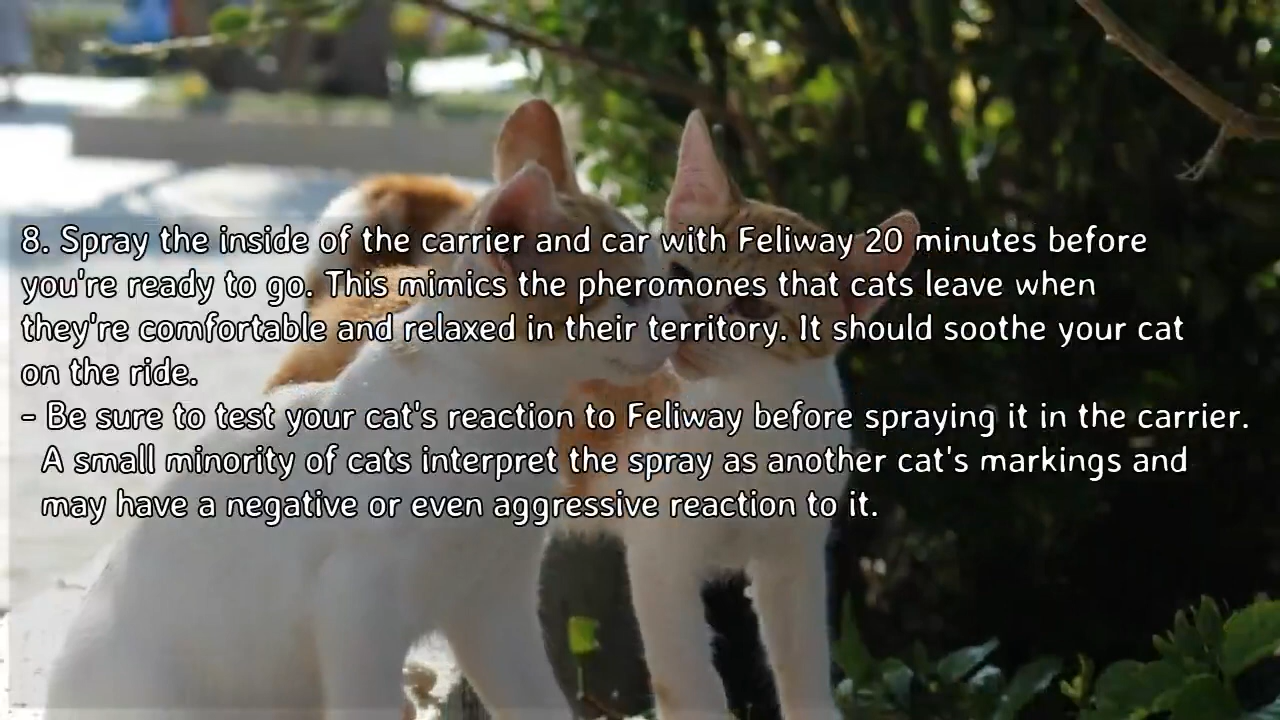 8. Spray the inside of the carrier and car with Feliway 20 minutes before
you're ready to go. This mimics the pheromones that cats leave when
they're comfortable and relaxed in their territory. It should soothe your cat
on the ride.
- Be sure to test your cat's reaction to Feliway before spraying it in the carrier.
A small minority of cats interpret the spray as another cat's markings and
may have a negative or even aggressive reaction to it.